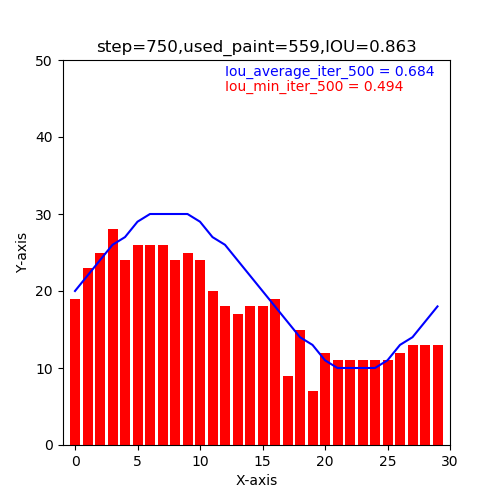 step=750,used_paint=559,IOU=0.863
Iou_average_iter_500 = 0.684
Iou_min_iter_500 = 0.494
50
40
30
20
10
0
Y-axis
0 5 10 15 20 25 30
X-axis